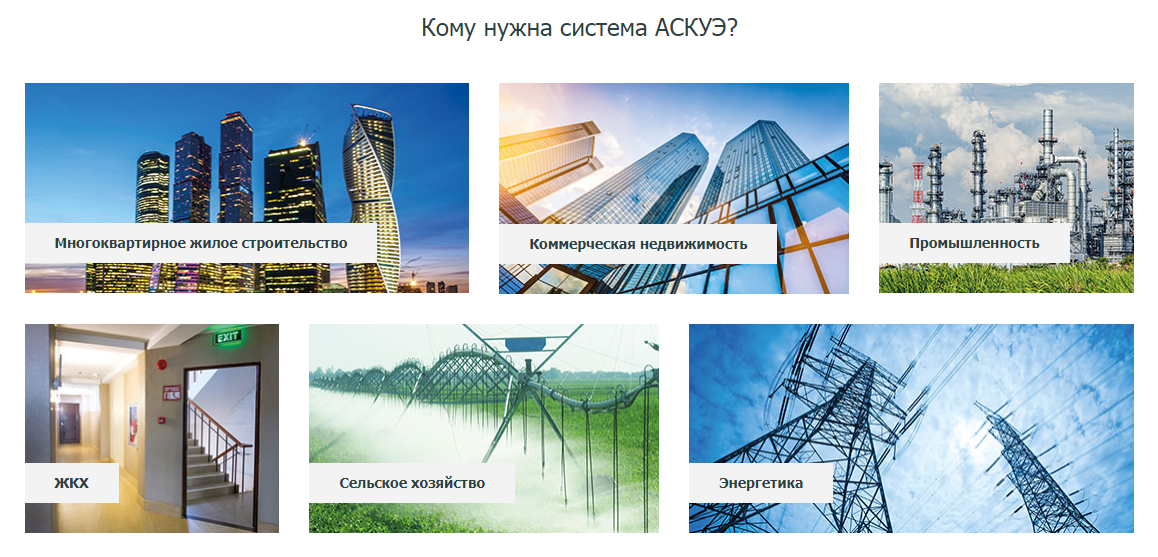 Кому нужна система АСКУЭ?
Многоквартирное жилое строительство
Коммерческая недвижимость
Промышленность
EXIT
ЖКХ
Сельское хозяйство
Энергетика